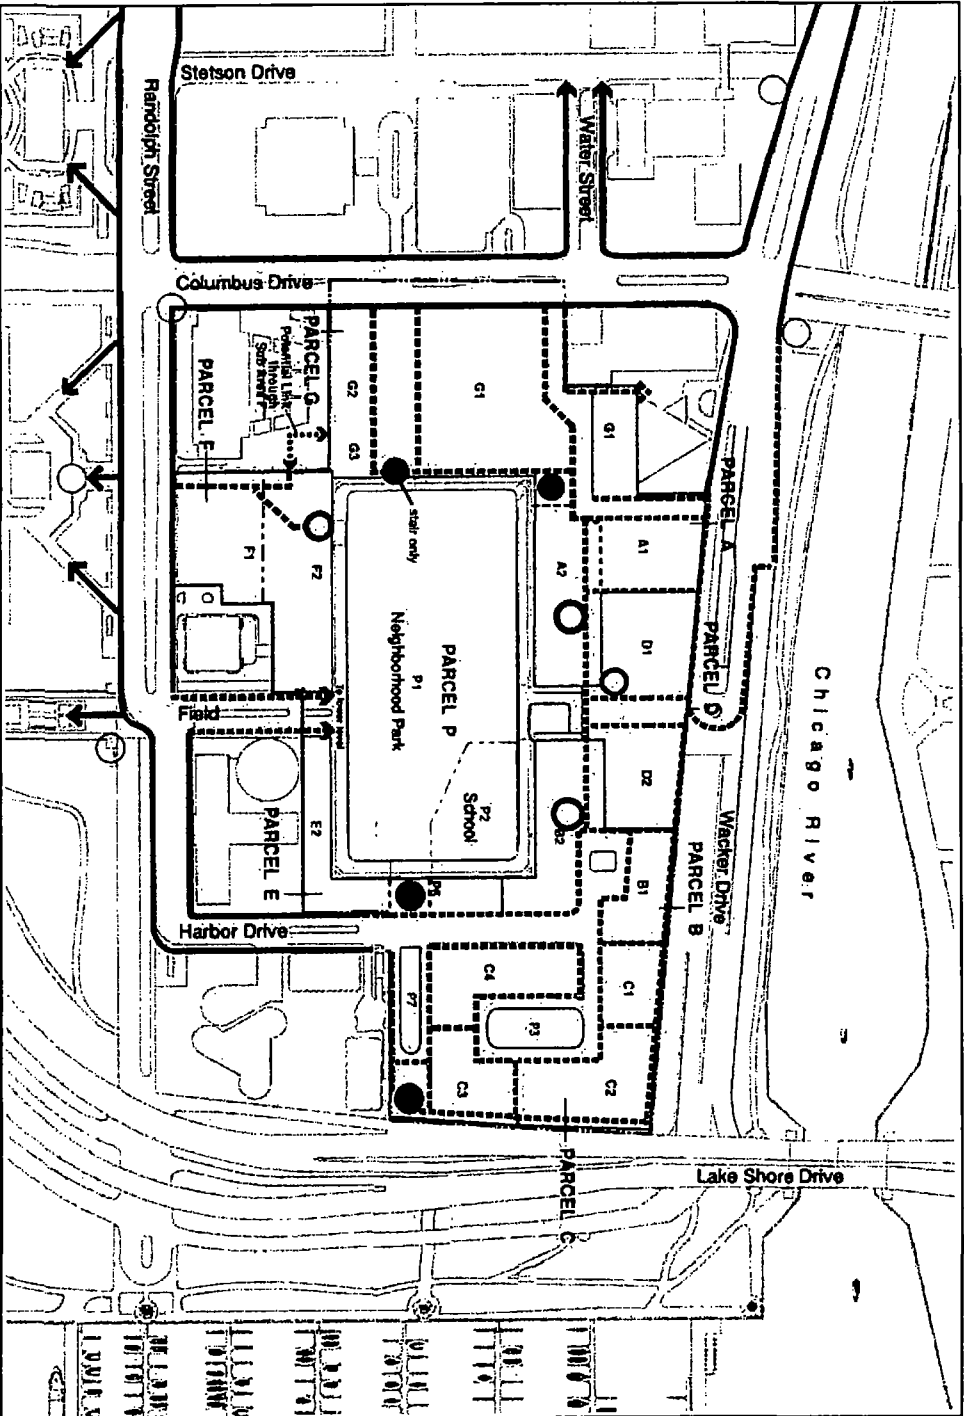 Stetson Drive
Randolph Street
Water Street
Columbus Drive
PARCEL G
Potential Link
through
Sub Area F
PARCEL F
G2
G3
G1
G1
stair only
PARCEL A
A1
A2
F1
F2
PARCEL P
P1
Neighborhood Park
P2
School
D1
PARCEL D
Chicago River
Field
to lower level
D2
Wacker Drive
PARCEL B
B2
B1
E2
PARCEL E
P5
Harbor Drive
C4
C1
P7
P3
C3
C2
PARCEL C
Lake Shore Drive